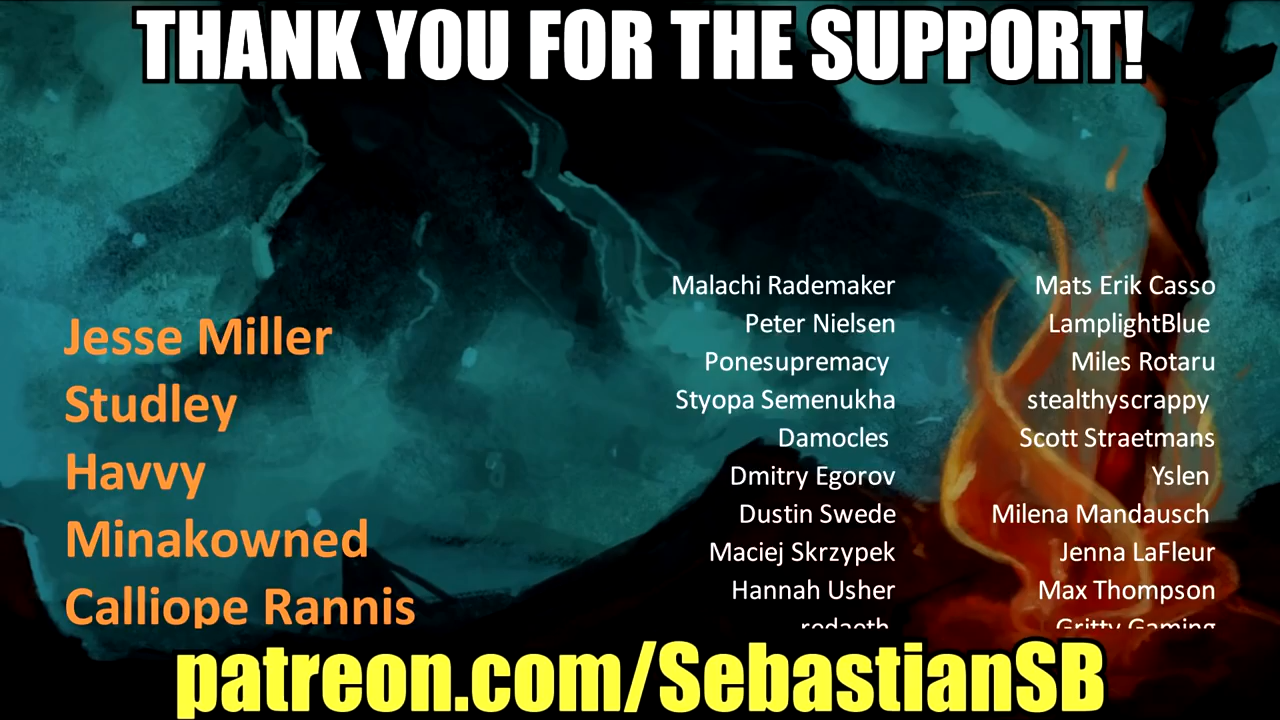 THANK YOU FOR THE SUPPORT!
Jesse Miller
Studley
Havvy
Minakowned
Calliope Rannis
Malachi Rademaker
Peter Nielsen
Ponesupremacy
Styopa Semenukha
Damocles
Dmitry Egorov
Dustin Swede
Maciej Skrzypek
Hannah Usher
Mats Erik Casso
LamplightBlue
Miles Rotaru
stealthyscrappy
Scott Straetmans
Yslen
Milena Mandausch
Jenna LaFleur
Max Thompson
Gritty Gaming
patreon.com/SebastianSB